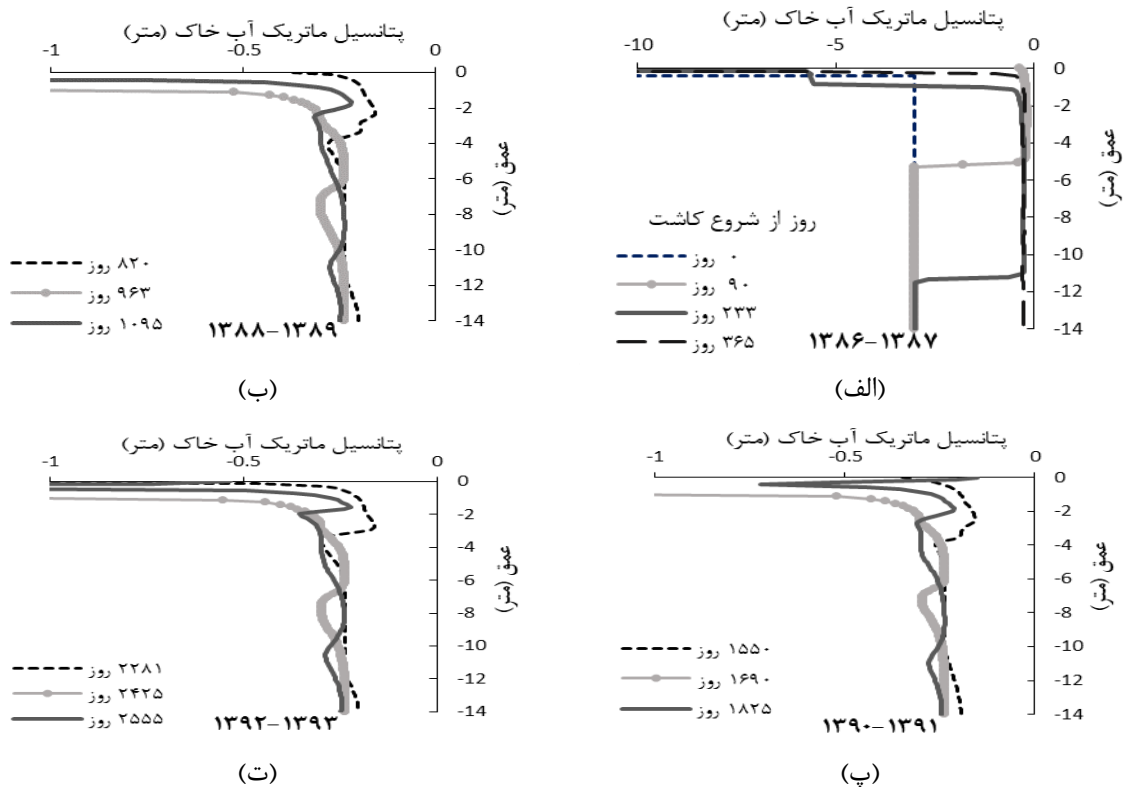 پتانسیل ماتریک آب خاک (متر)
-10
-5
0
0
-2
-4
-6
-8
-10
-12
-14
عمق (متر)
روز از شروع کاشت
۰ روز
۹۰ روز
۲۳۳ روز
۳۶۵ روز
۱۳۸۶-۱۳۸۷
(الف)
پتانسیل ماتریک آب خاک (متر)
-1
-0.5
0
0
-2
-4
-6
-8
-10
-12
-14
عمق (متر)
۸۲۰ روز
۹۶۳ روز
۱۰۹۵ روز
۱۳۸۸-۱۳۸۹
(ب)
پتانسیل ماتریک آب خاک (متر)
-1
-0.5
0
0
-2
-4
-6
-8
-10
-12
-14
عمق (متر)
۱۵۵۰ روز
۱۶۹۰ روز
۱۸۲۵ روز
۱۳۹۰-۱۳۹۱
(پ)
پتانسیل ماتریک آب خاک (متر)
-1
-0.5
0
0
-2
-4
-6
-8
-10
-12
-14
عمق (متر)
۲۲۸۱ روز
۲۴۲۵ روز
۲۵۵۵ روز
۱۳۹۲-۱۳۹۳
(ت)